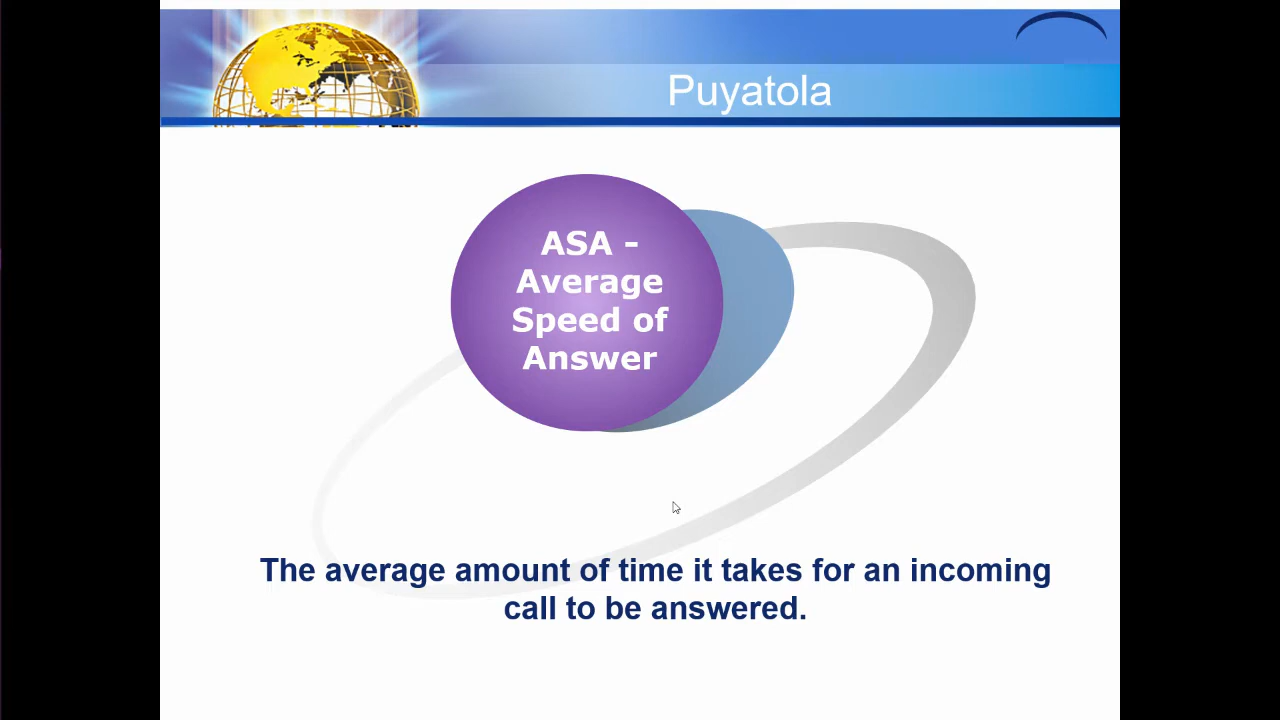 Puyatola
ASA -
Average
Speed of
Answer
The average amount of time it takes for an incoming
call to be answered.